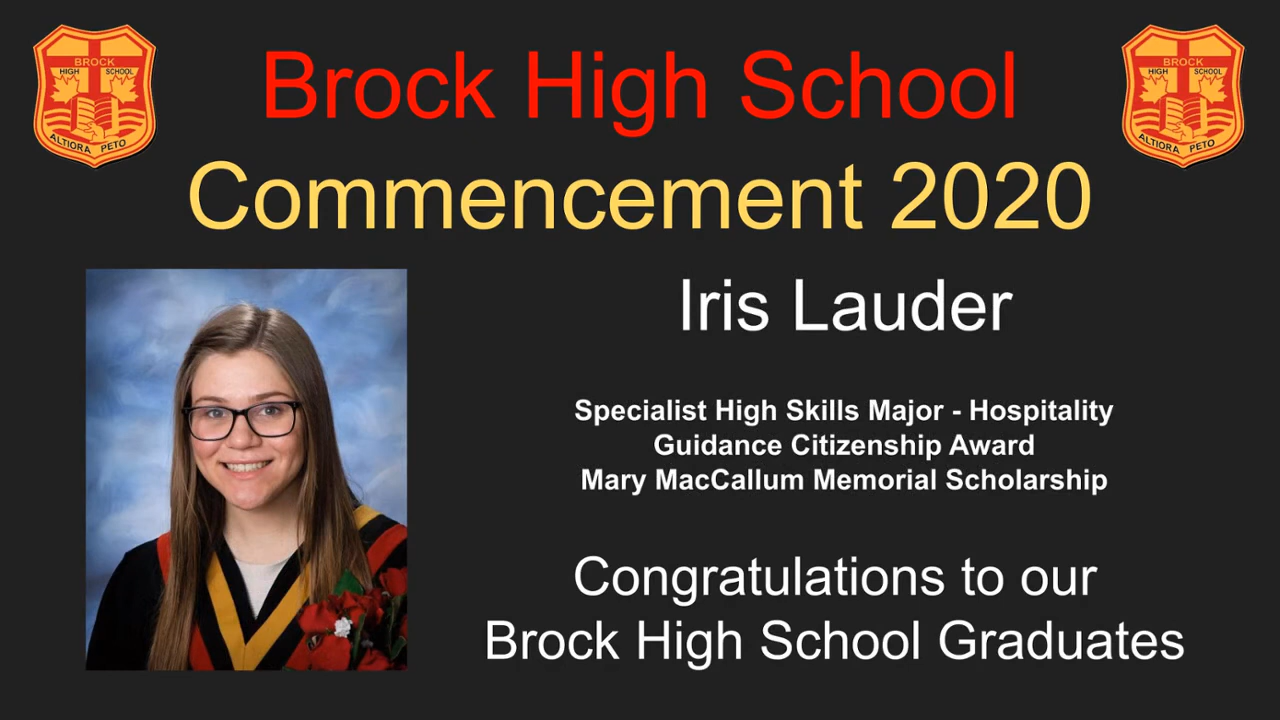 BROCK
HIGH SCHOOL
ALTIORA PETO
Brock High School
BROCK
HIGH SCHOOL
ALTIORA PETO
Commencement 2020
Iris Lauder
Specialist High Skills Major - Hospitality
Guidance Citizenship Award
Mary MacCallum Memorial Scholarship
Congratulations to our
Brock High School Graduates